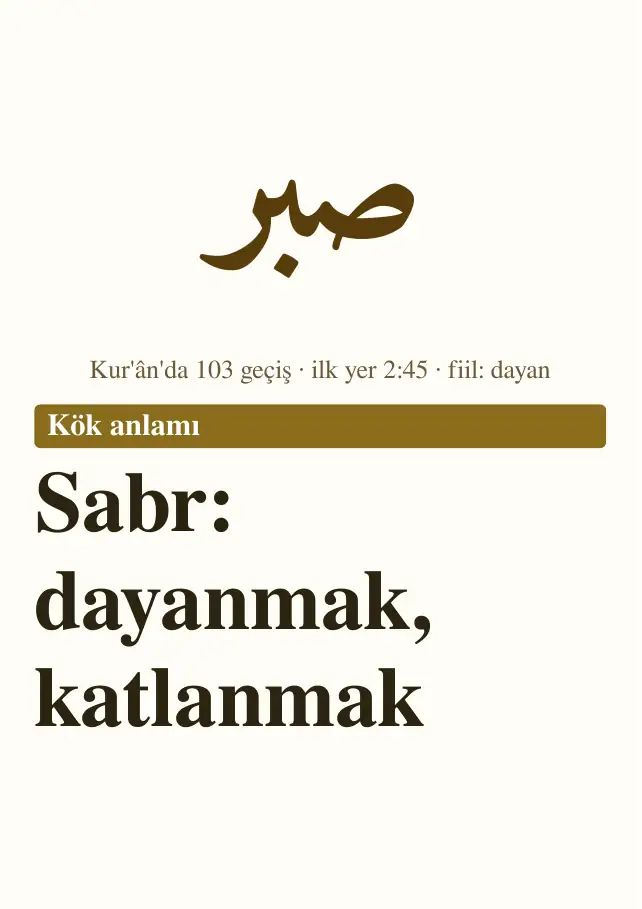 صبر
Kur'ân'da 103 geçiş · ilk yer 2:45 · fiil: dayan
Kök anlamı
Sabr:
dayanmak,
katlanmak